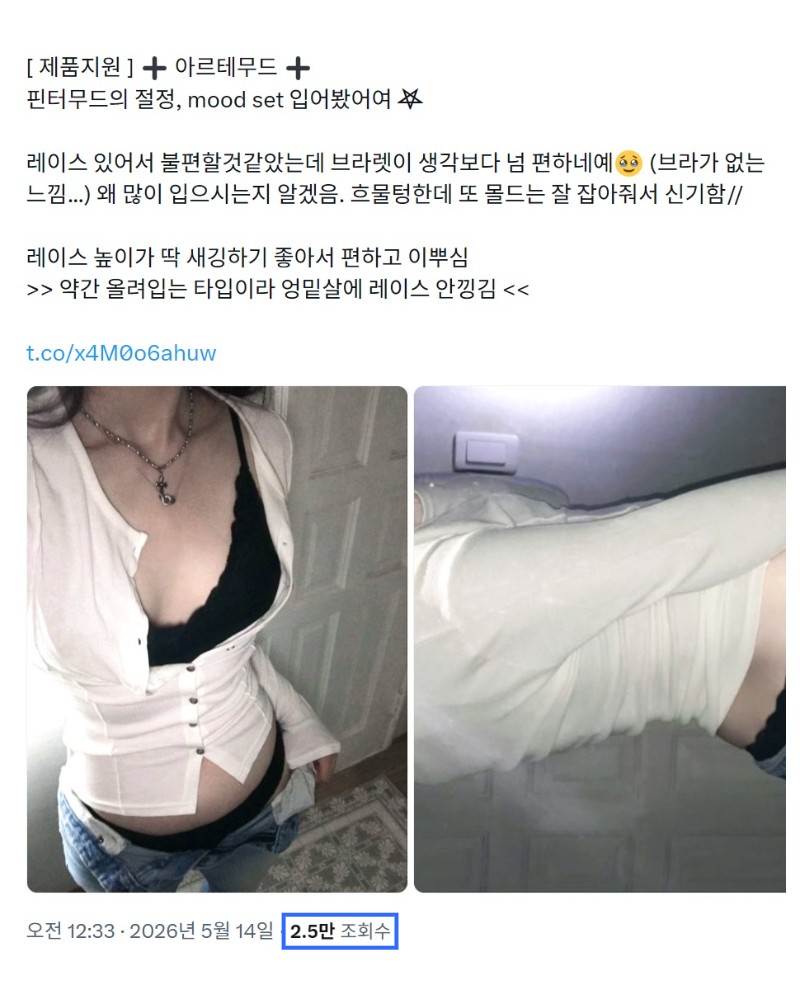 [ 제품지원 ] ➕ 아르테무드 ➕
핀터무드의 절정, mood set 입어봤어여 ⛧
레이스 있어서 불편할것같았는데 브라렛이 생각보다 넘 편하네예🥹 (브라가 없는
느낌...) 왜 많이 입으시는지 알겠음. 흐물텅한데 또 몰드는 잘 잡아줘서 신기함//
레이스 높이가 딱 새깅하기 좋아서 편하고 이뿌심
>> 약간 올려입는 타입이라 엉밑살에 레이스 안낑김 <<
t.co/x4M0o6ahuw
오전 12:33 · 2026년 5월 14일 · 2.5만 조회수